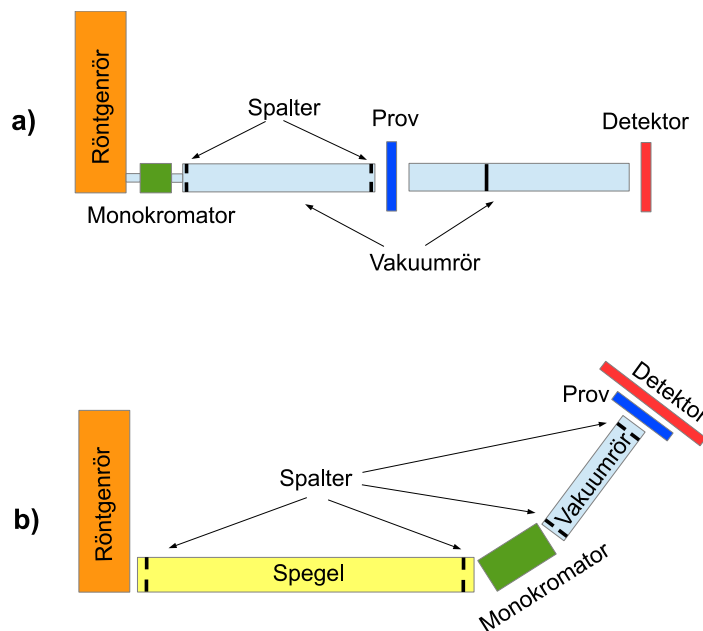 a)
Röntgenrör
Spalter
Prov
Detektor
Monokromator
Vakuumrör
b)
Röntgenrör
Spalter
Prov
Detektor
Vakuumrör
Spegel
Monokromator